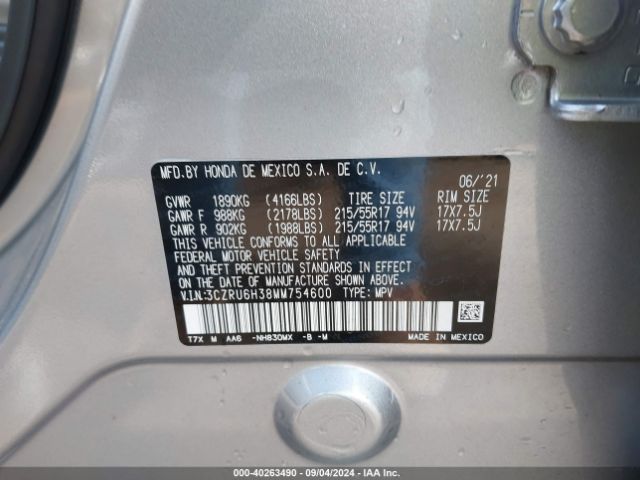 MFD.BY HONDA DE MEXICO S.A. DE C.V.
06/'21
GVWR 1890KG (4166LBS) TIRE SIZE RIM SIZE
GAWR F 988KG (2178LBS) 215/55R17 94V 17X7.5J
GAWR R 902KG (1988LBS) 215/55R17 94V 17X7.5J
THIS VEHICLE CONFORMS TO ALL APPLICABLE
FEDERAL MOTOR VEHICLE SAFETY
AND THEFT PREVENTION STANDARDS IN EFFECT
ON THE DATE OF MANUFACTURE SHOWN ABOVE.
V.I.N:3CZRU6H38MM754600 TYPE: MPV
T7X M AA6 -NH830MX -B -M MADE IN MEXICO
000-40263490 - 09/04/2024 - IAAI.COM